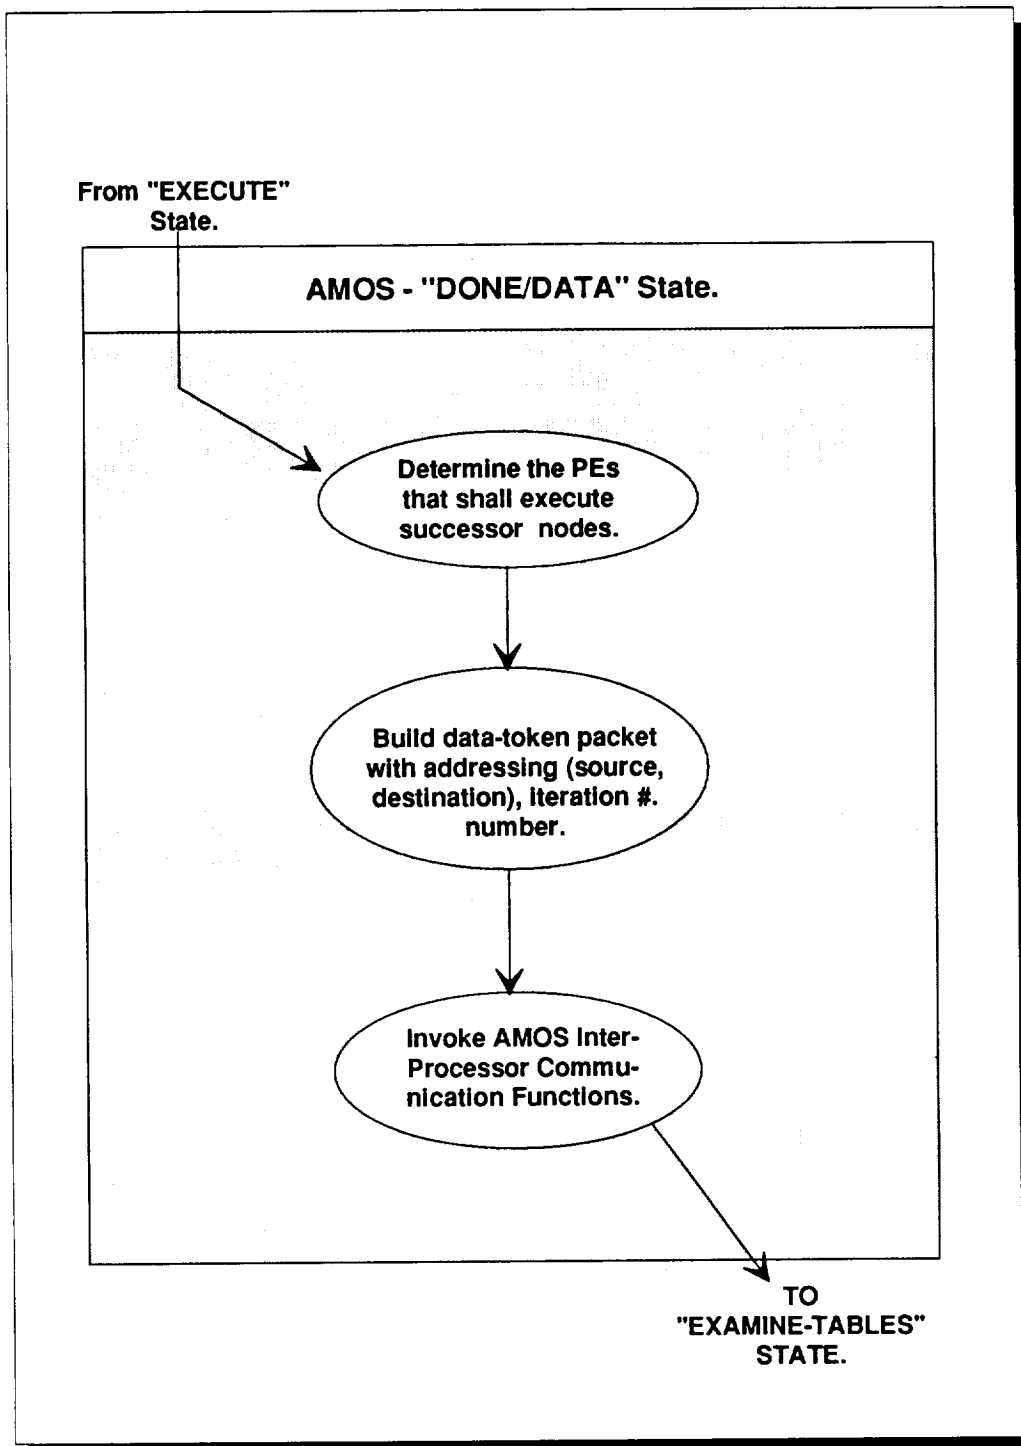 From "EXECUTE"
State.
AMOS - "DONE/DATA" State.
Determine the PEs
that shall execute
successor nodes.
Build data-token packet
with addressing (source,
destination), iteration #.
number.
Invoke AMOS Inter-
Processor Commu-
nication Functions.
TO
"EXAMINE-TABLES"
STATE.